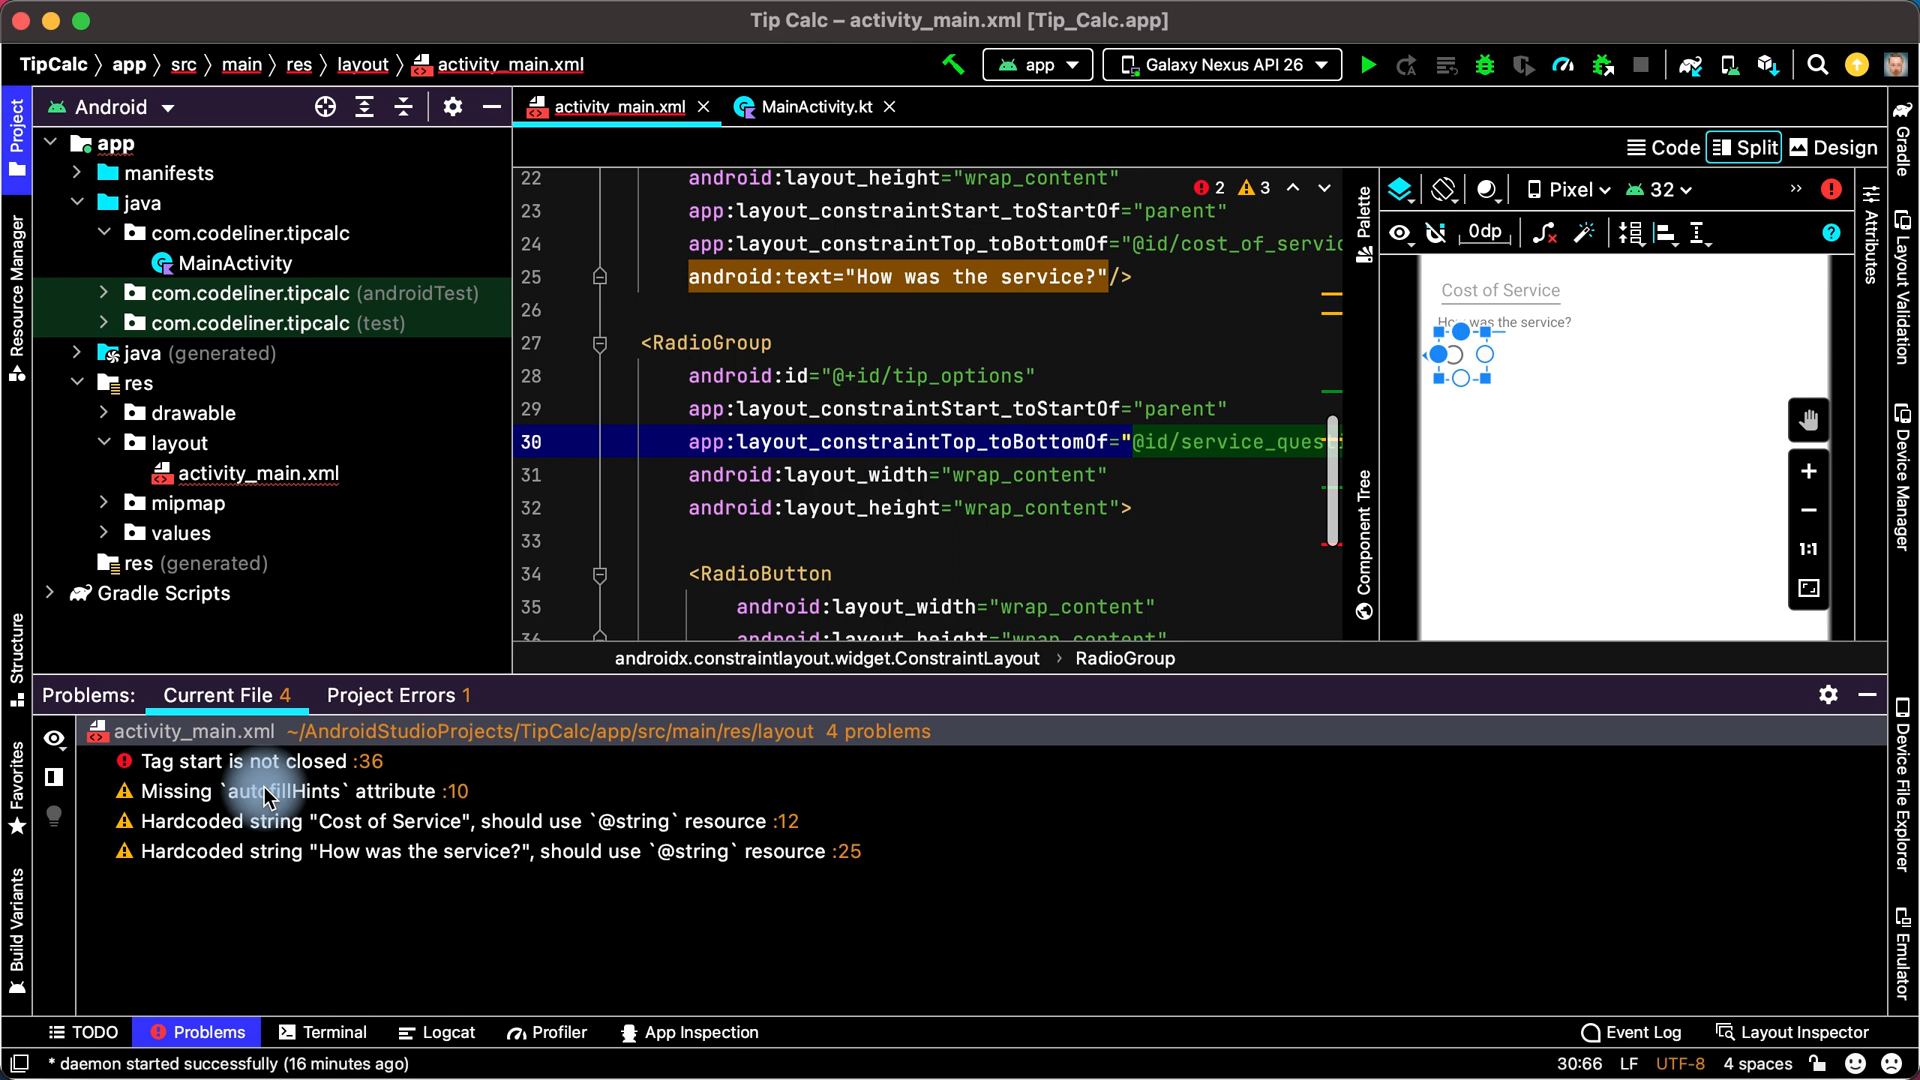 Tip Calc – activity_main.xml [Tip_Calc.app]
TipCalc 〉 app 〉 src 〉 main 〉 res 〉 layout 〉 activity_main.xml
app
Galaxy Nexus API 26
Android
activity_main.xml
MainActivity.kt
Code
Split
Design
Project
Resource Manager
Structure
Favorites
Build Variants
app
manifests
java
com.codeliner.tipcalc
MainActivity
com.codeliner.tipcalc (androidTest)
com.codeliner.tipcalc (test)
java (generated)
res
drawable
layout
activity_main.xml
mipmap
values
res (generated)
Gradle Scripts
2 3
22 android:layout_height="wrap_content"
23 app:layout_constraintStart_toStartOf="parent"
24 app:layout_constraintTop_toBottomOf="@id/cost_of_servic
25 android:text="How was the service?"/>
26
27 <RadioGroup
28 android:id="@+id/tip_options"
29 app:layout_constraintStart_toStartOf="parent"
30 app:layout_constraintTop_toBottomOf="@id/service_ques
31 android:layout_width="wrap_content"
32 android:layout_height="wrap_content">
33
34 <RadioButton
35 android:layout_width="wrap_content"
36 android:layout_height="wrap_content"
androidx.constraintlayout.widget.ConstraintLayout › RadioGroup
Palette
Component Tree
Pixel
32
0dp
Cost of Service
How was the service?
1:1
Attributes
Gradle
Layout Validation
Device Manager
Device File Explorer
Emulator
Problems: Current File 4 Project Errors 1
activity_main.xml ~/AndroidStudioProjects/TipCalc/app/src/main/res/layout 4 problems
Tag start is not closed :36
Missing `autofillHints` attribute :10
Hardcoded string "Cost of Service", should use `@string` resource :12
Hardcoded string "How was the service?", should use `@string` resource :25
TODO
Problems
Terminal
Logcat
Profiler
App Inspection
Event Log
Layout Inspector
* daemon started successfully (16 minutes ago)
30:66 LF UTF-8 4 spaces